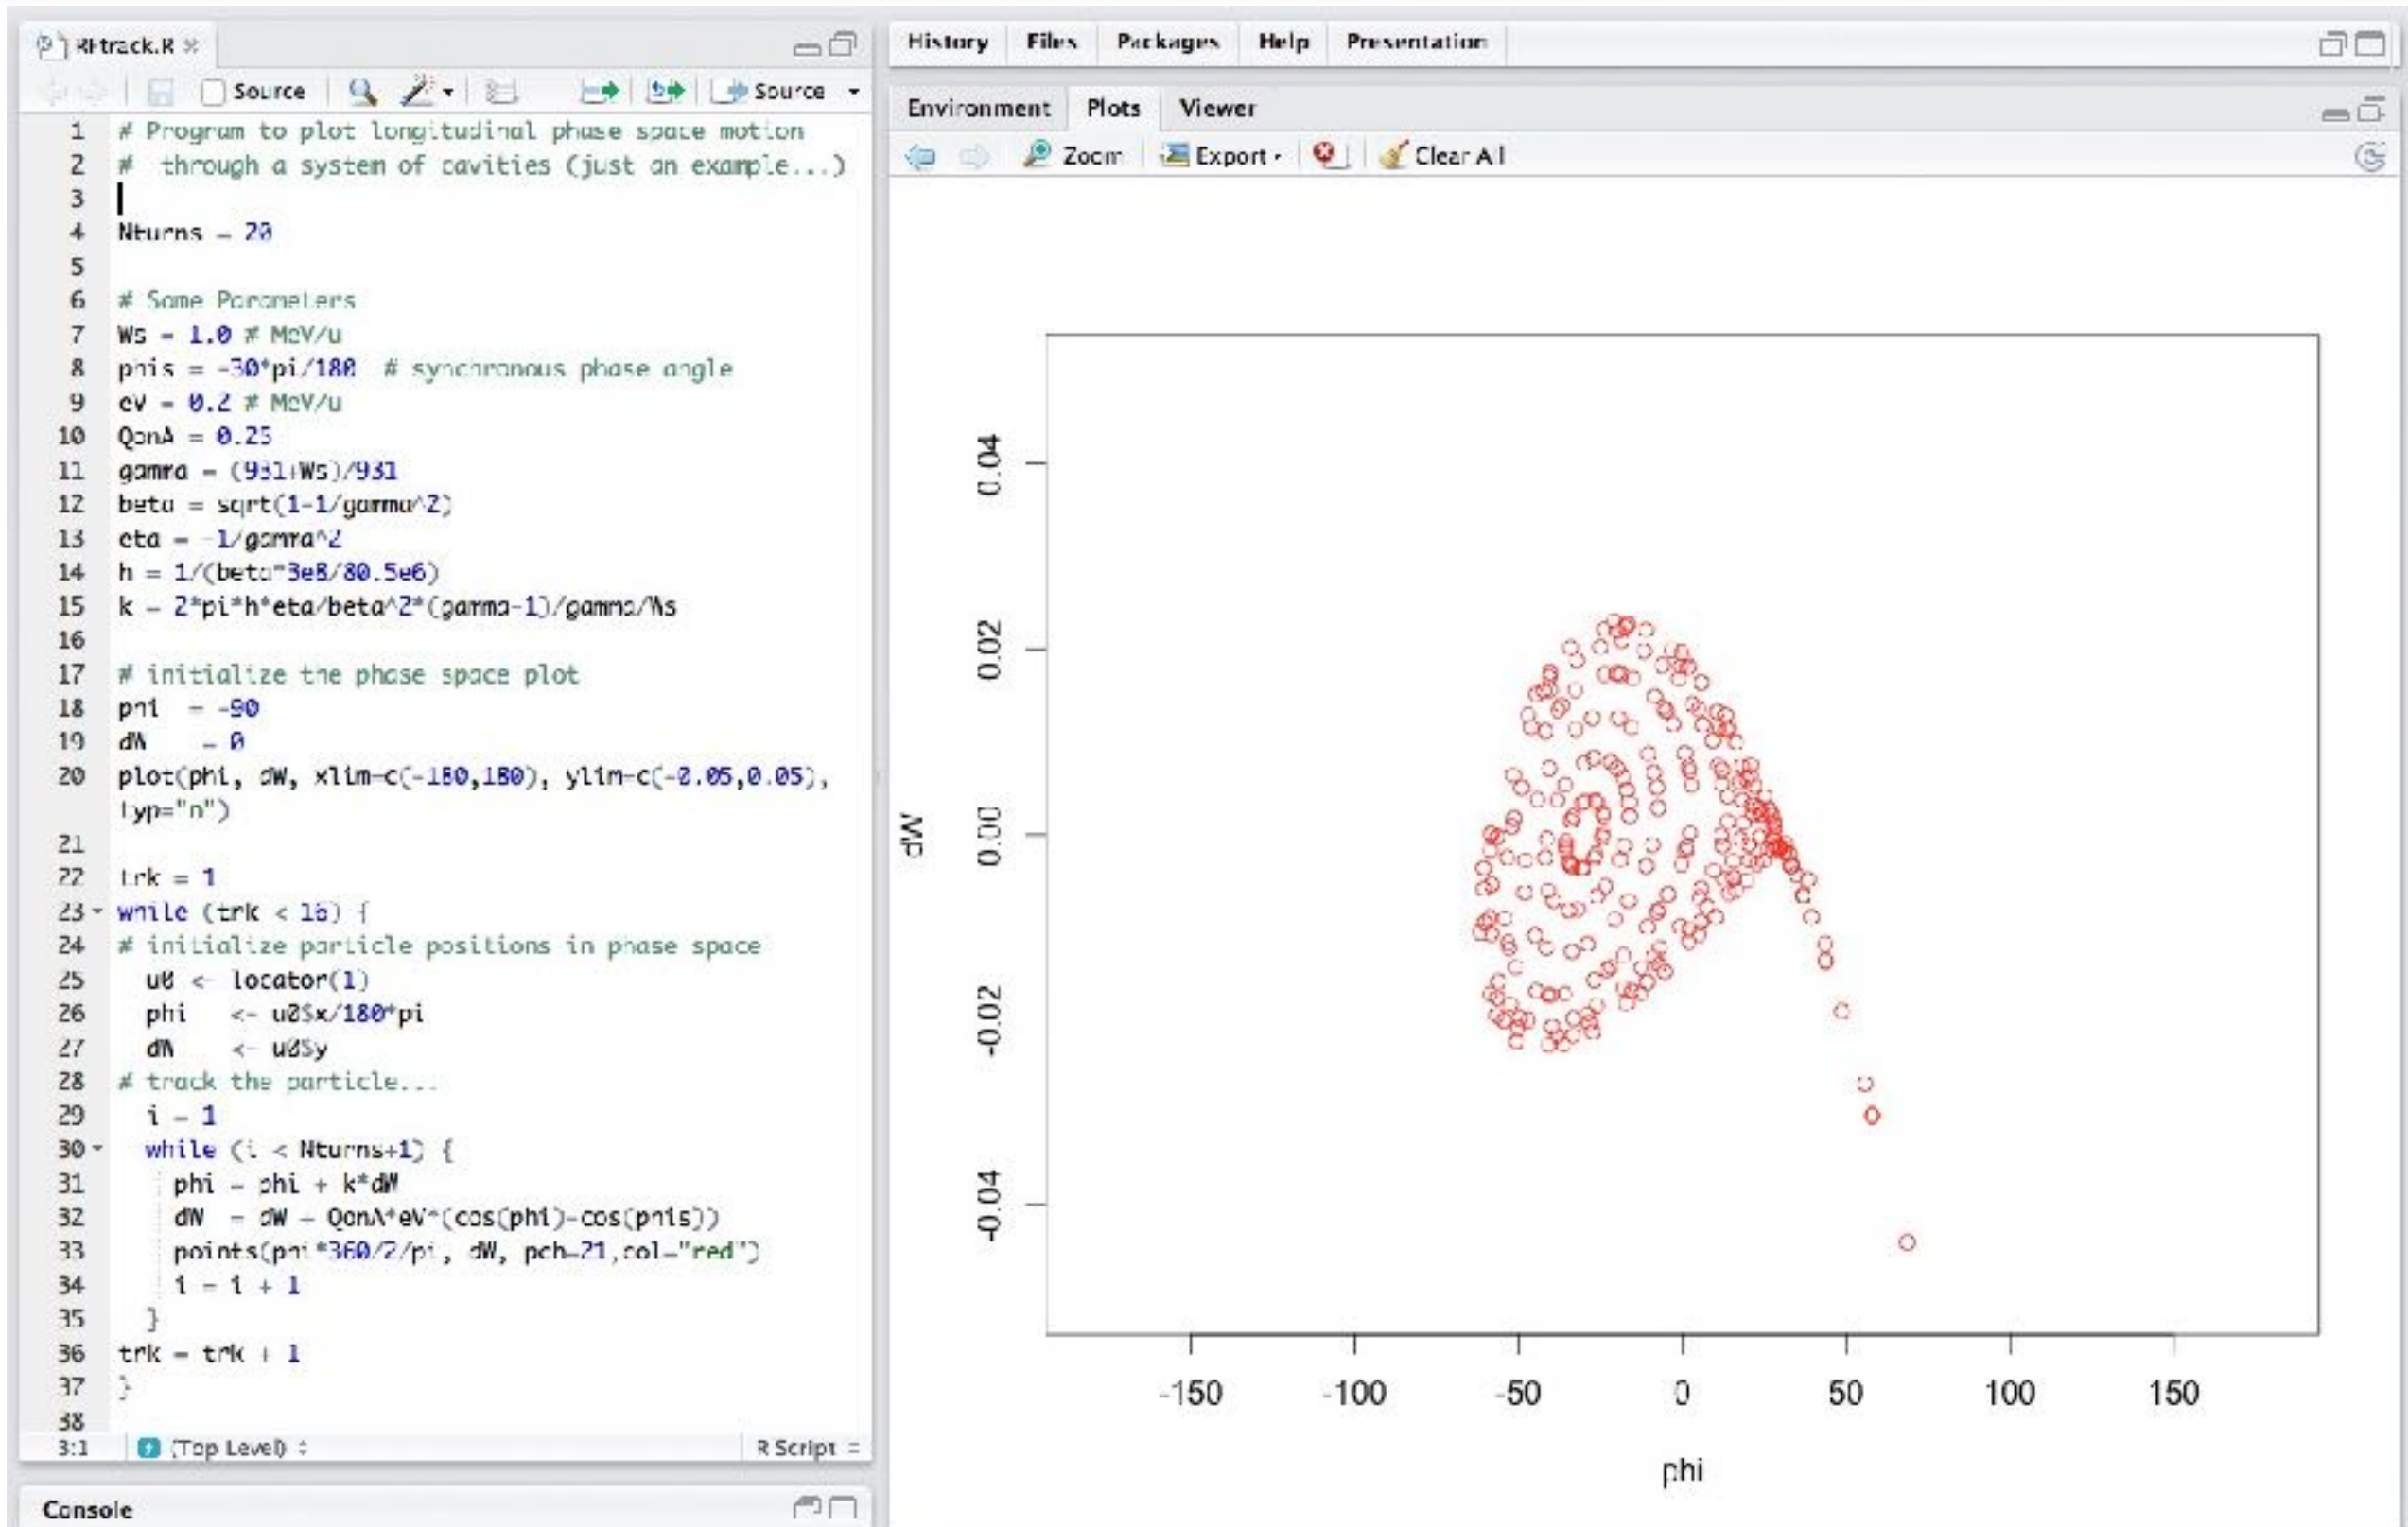 RFtrack.R
Source
Source
1 # Program to plot longitudinal phase space motion
2 #  through a system of cavities (just an example...)
3
4 Nturns = 20
5
6 # Some Parameters
7 Ws = 1.0 # MeV/u
8 phis = -30*pi/180  # synchronous phase angle
9 eV = 0.2 # MeV/u
10 QonA = 0.25
11 gamma = (931+Ws)/931
12 beta = sqrt(1-1/gamma^2)
13 eta = -1/gamma^2
14 h = 1/(beta*3e8/80.5e6)
15 k = 2*pi*h*eta/beta^2*(gamma-1)/gamma/Ws
16
17 # initialize the phase space plot
18 phi  = -90
19 dW   = 0
20 plot(phi, dW, xlim=c(-180,180), ylim=c(-0.05,0.05),
typ="n")
21
22 trk = 1
23 while (trk < 16) {
24 # initialize particle positions in phase space
25   u0 <- locator(1)
26   phi  <- u0$x/180*pi
27   dW   <- u0$y
28 # track the particle...
29   i = 1
30   while (i < Nturns+1) {
31     phi = phi + k*dW
32     dW  = dW + QonA*eV*(cos(phi)-cos(phis))
33     points(phi*360/2/pi, dW, pch=21,col="red")
34     i = i + 1
35   }
36 trk = trk + 1
37 }
38
3:1 (Top Level) R Script
Console
History Files Packages Help Presentation
Environment Plots Viewer
Zoom Export Clear All
0.04
0.02
0.00
-0.02
-0.04
dW
-150 -100 -50 0 50 100 150
phi